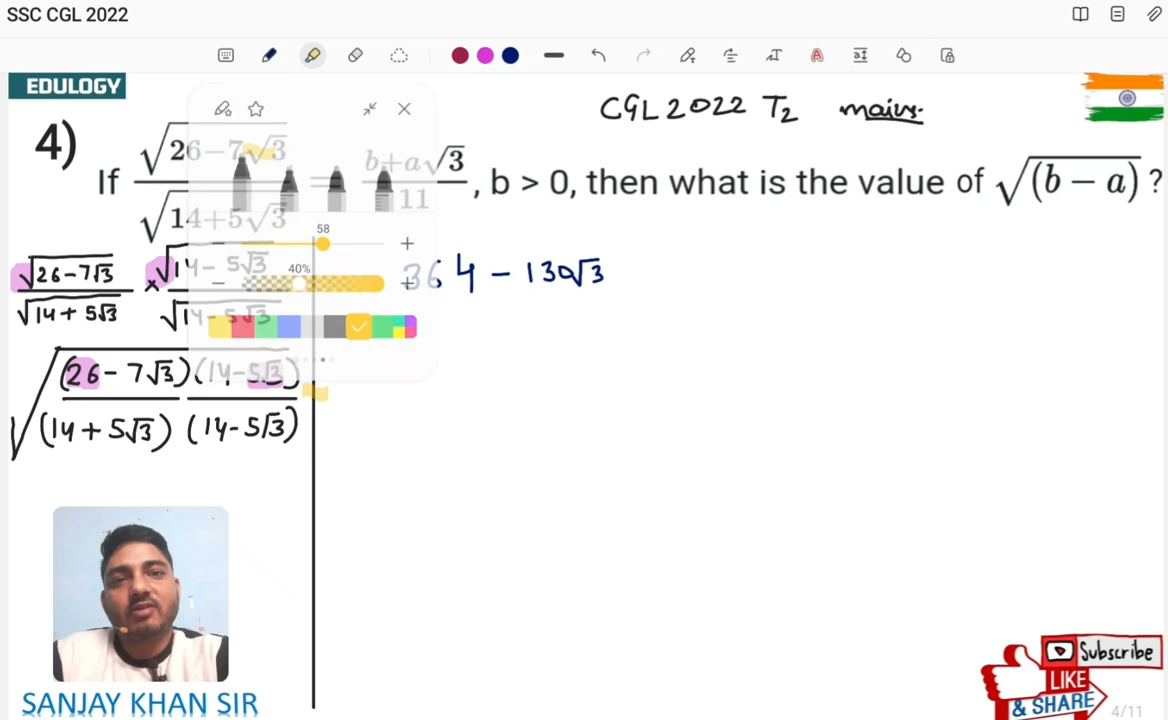 SSC CGL 2022
EDULOGY
CGL 2022 T2 mains.
4) If √26−7√3 / √14+5√3 = b+a√3 / 11 , b > 0, then what is the value of √(b − a) ?
58
40%
√26-7√3 / √14+5√3 × √14-5√3 / √14-5√3
364 - 130√3
√(26-7√3)(14-5√3) / (14+5√3)(14-5√3)
SANJAY KHAN SIR
Subscribe
LIKE
& SHARE
4/11